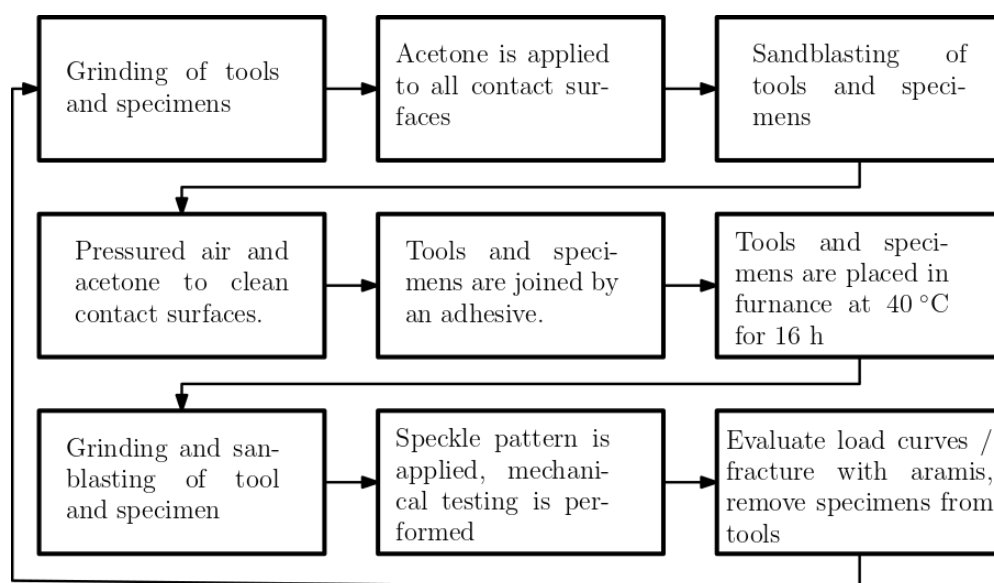 Grinding of tools
and specimens
Acetone is applied
to all contact sur-
faces
Sandblasting of
tools and speci-
mens
Pressured air and
acetone to clean
contact surfaces.
Tools and speci-
mens are joined by
an adhesive.
Tools and speci-
mens are placed in
furnance at 40 °C
for 16 h
Grinding and san-
blasting of tool
and specimen
Speckle pattern is
applied, mechani-
cal testing is per-
formed
Evaluate load curves /
fracture with aramis,
remove specimens from
tools